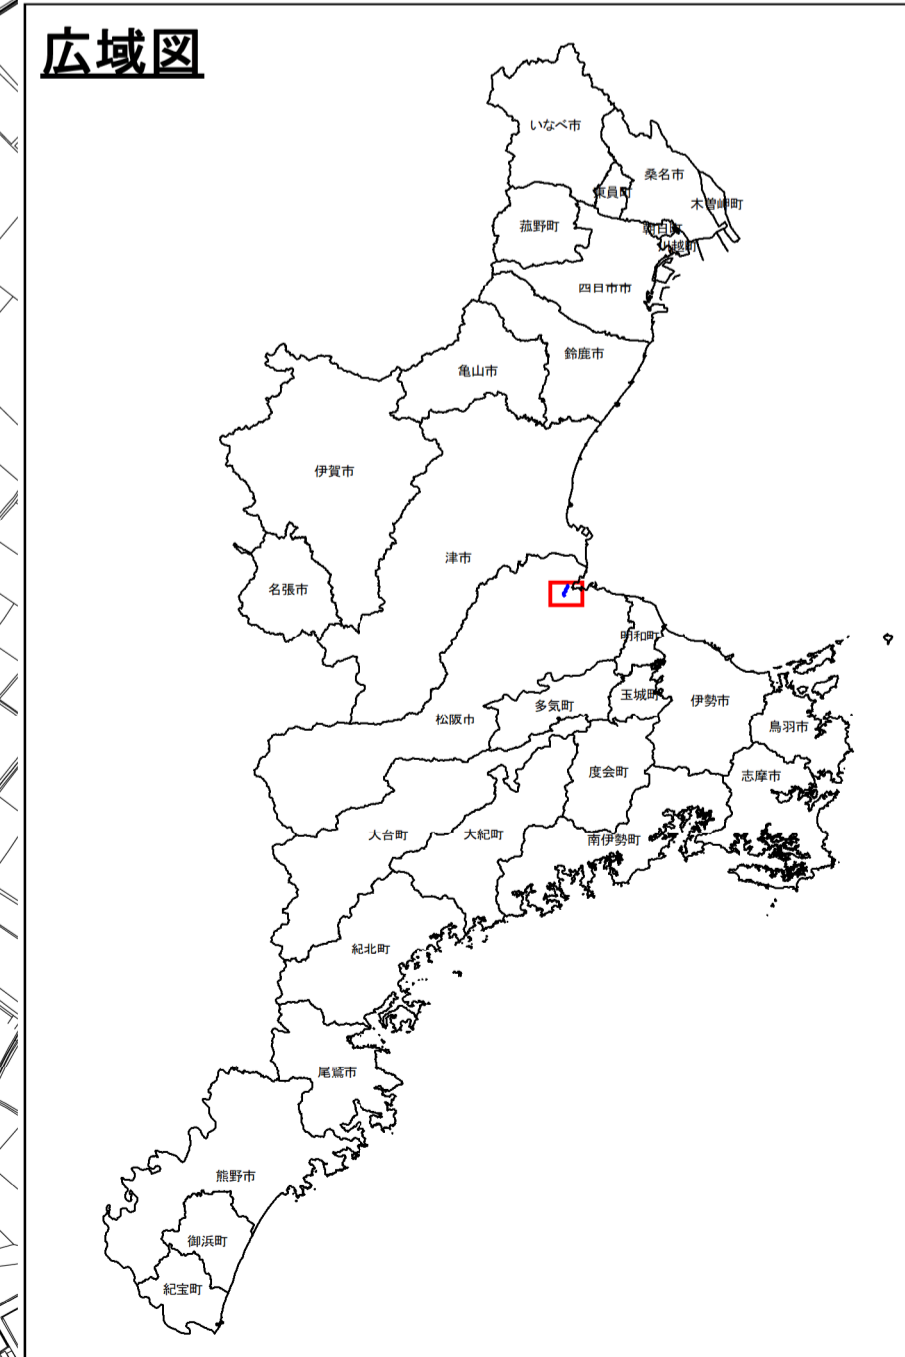 広域図
いなべ市
桑名市
東員町
木曽岬町
菰野町
朝日町
川越町
四日市市
鈴鹿市
亀山市
伊賀市
津市
名張市
明和町
玉城町
伊勢市
多気町
松阪市
鳥羽市
度会町
志摩市
大台町
大紀町
南伊勢町
紀北町
尾鷲市
熊野市
御浜町
紀宝町